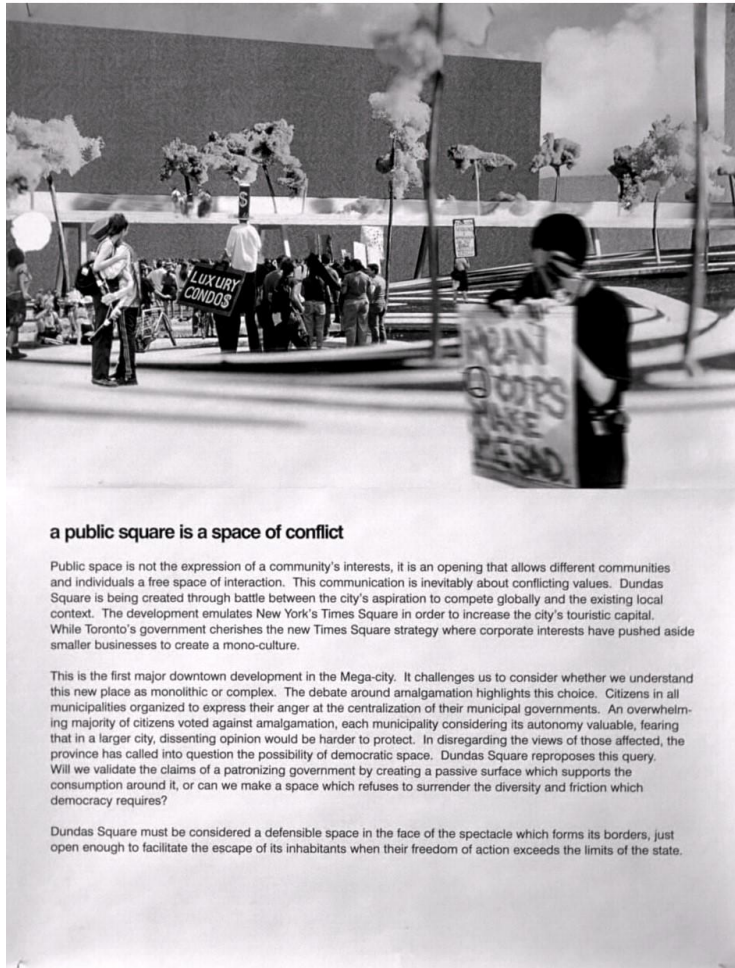 $
LUXURY
CONDOS
MEAN
COPS
MAKE
ME SAD.
a public square is a space of conflict
Public space is not the expression of a community's interests, it is an opening that allows different communities
and individuals a free space of interaction. This communication is inevitably about conflicting values. Dundas
Square is being created through battle between the city's aspiration to compete globally and the existing local
context. The development emulates New York's Times Square in order to increase the city's touristic capital.
While Toronto's government cherishes the new Times Square strategy where corporate interests have pushed aside
smaller businesses to create a mono-culture.
This is the first major downtown development in the Mega-city. It challenges us to consider whether we understand
this new place as monolithic or complex. The debate around amalgamation highlights this choice. Citizens in all
municipalities organized to express their anger at the centralization of their municipal governments. An overwhelm-
ing majority of citizens voted against amalgamation, each municipality considering its autonomy valuable, fearing
that in a larger city, dissenting opinion would be harder to protect. In disregarding the views of those affected, the
province has called into question the possibility of democratic space. Dundas Square reproposes this query.
Will we validate the claims of a patronizing government by creating a passive surface which supports the
consumption around it, or can we make a space which refuses to surrender the diversity and friction which
democracy requires?
Dundas Square must be considered a defensible space in the face of the spectacle which forms its borders, just
open enough to facilitate the escape of its inhabitants when their freedom of action exceeds the limits of the state.